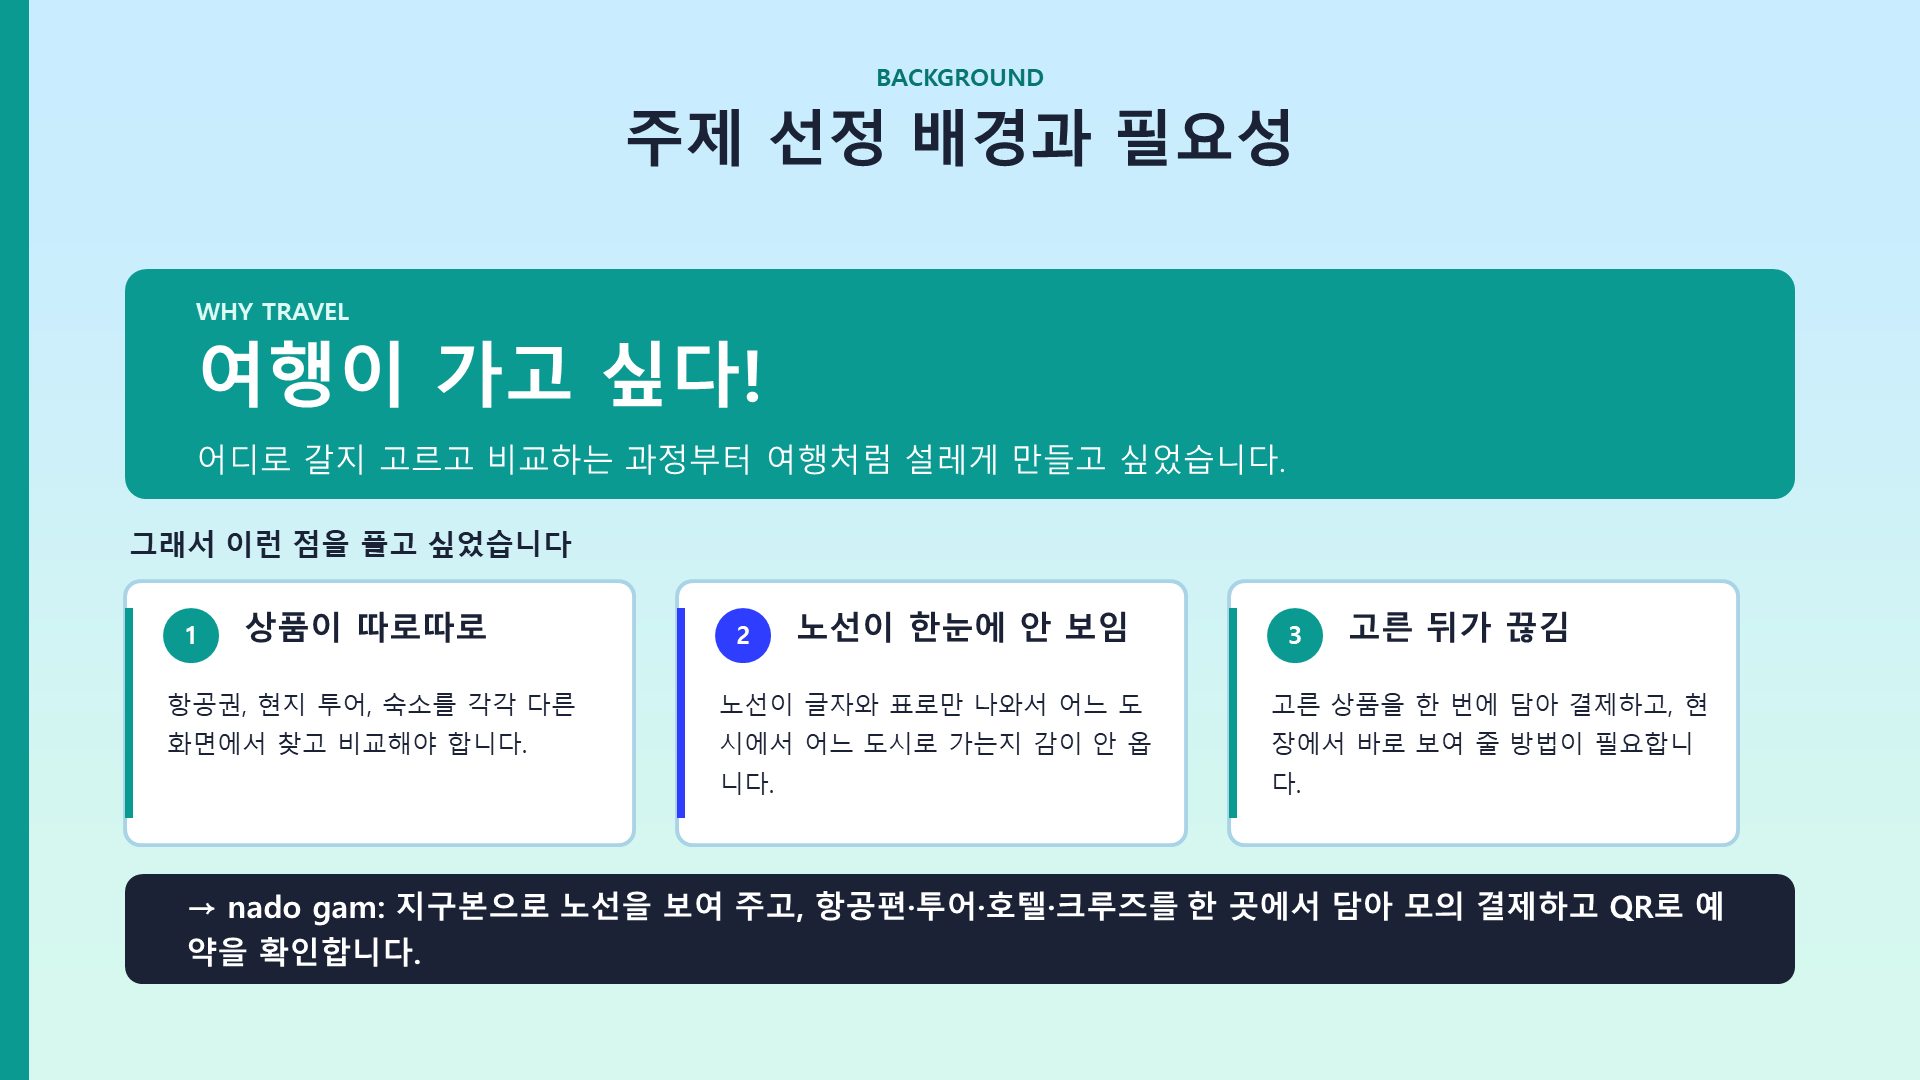 BACKGROUND
주제 선정 배경과 필요성
WHY TRAVEL
여행이 가고 싶다!
어디로 갈지 고르고 비교하는 과정부터 여행처럼 설레게 만들고 싶었습니다.
그래서 이런 점을 풀고 싶었습니다
1 상품이 따로따로
항공권, 현지 투어, 숙소를 각각 다른
화면에서 찾고 비교해야 합니다.
2 노선이 한눈에 안 보임
노선이 글자와 표로만 나와서 어느 도
시에서 어느 도시로 가는지 감이 안 옵
니다.
3 고른 뒤가 끊김
고른 상품을 한 번에 담아 결제하고, 현
장에서 바로 보여 줄 방법이 필요합니
다.
→ nado gam: 지구본으로 노선을 보여 주고, 항공편·투어·호텔·크루즈를 한 곳에서 담아 모의 결제하고 QR로 예
약을 확인합니다.